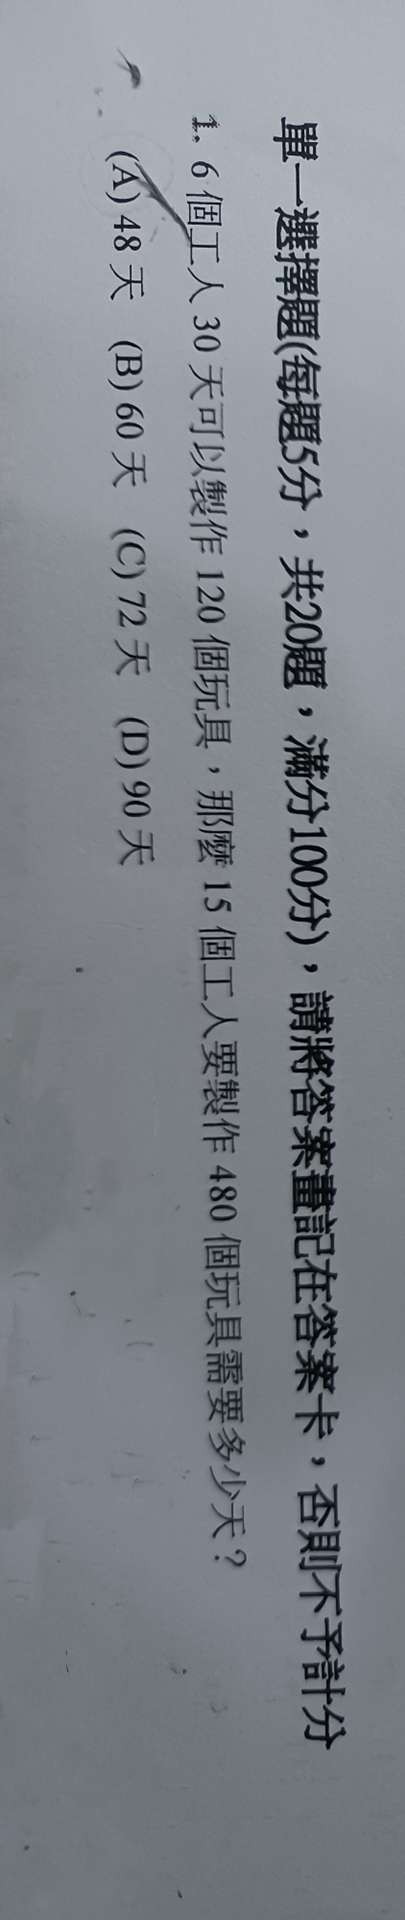 單一選擇題(每題5分，共20題，滿分100分)，請將答案畫記在答案卡，否則不予計分
1. 6 個工人 30 天可以製作 120 個玩具，那麼 15 個工人要製作 480 個玩具需要多少天？
(A) 48 天 (B) 60 天 (C) 72 天 (D) 90 天